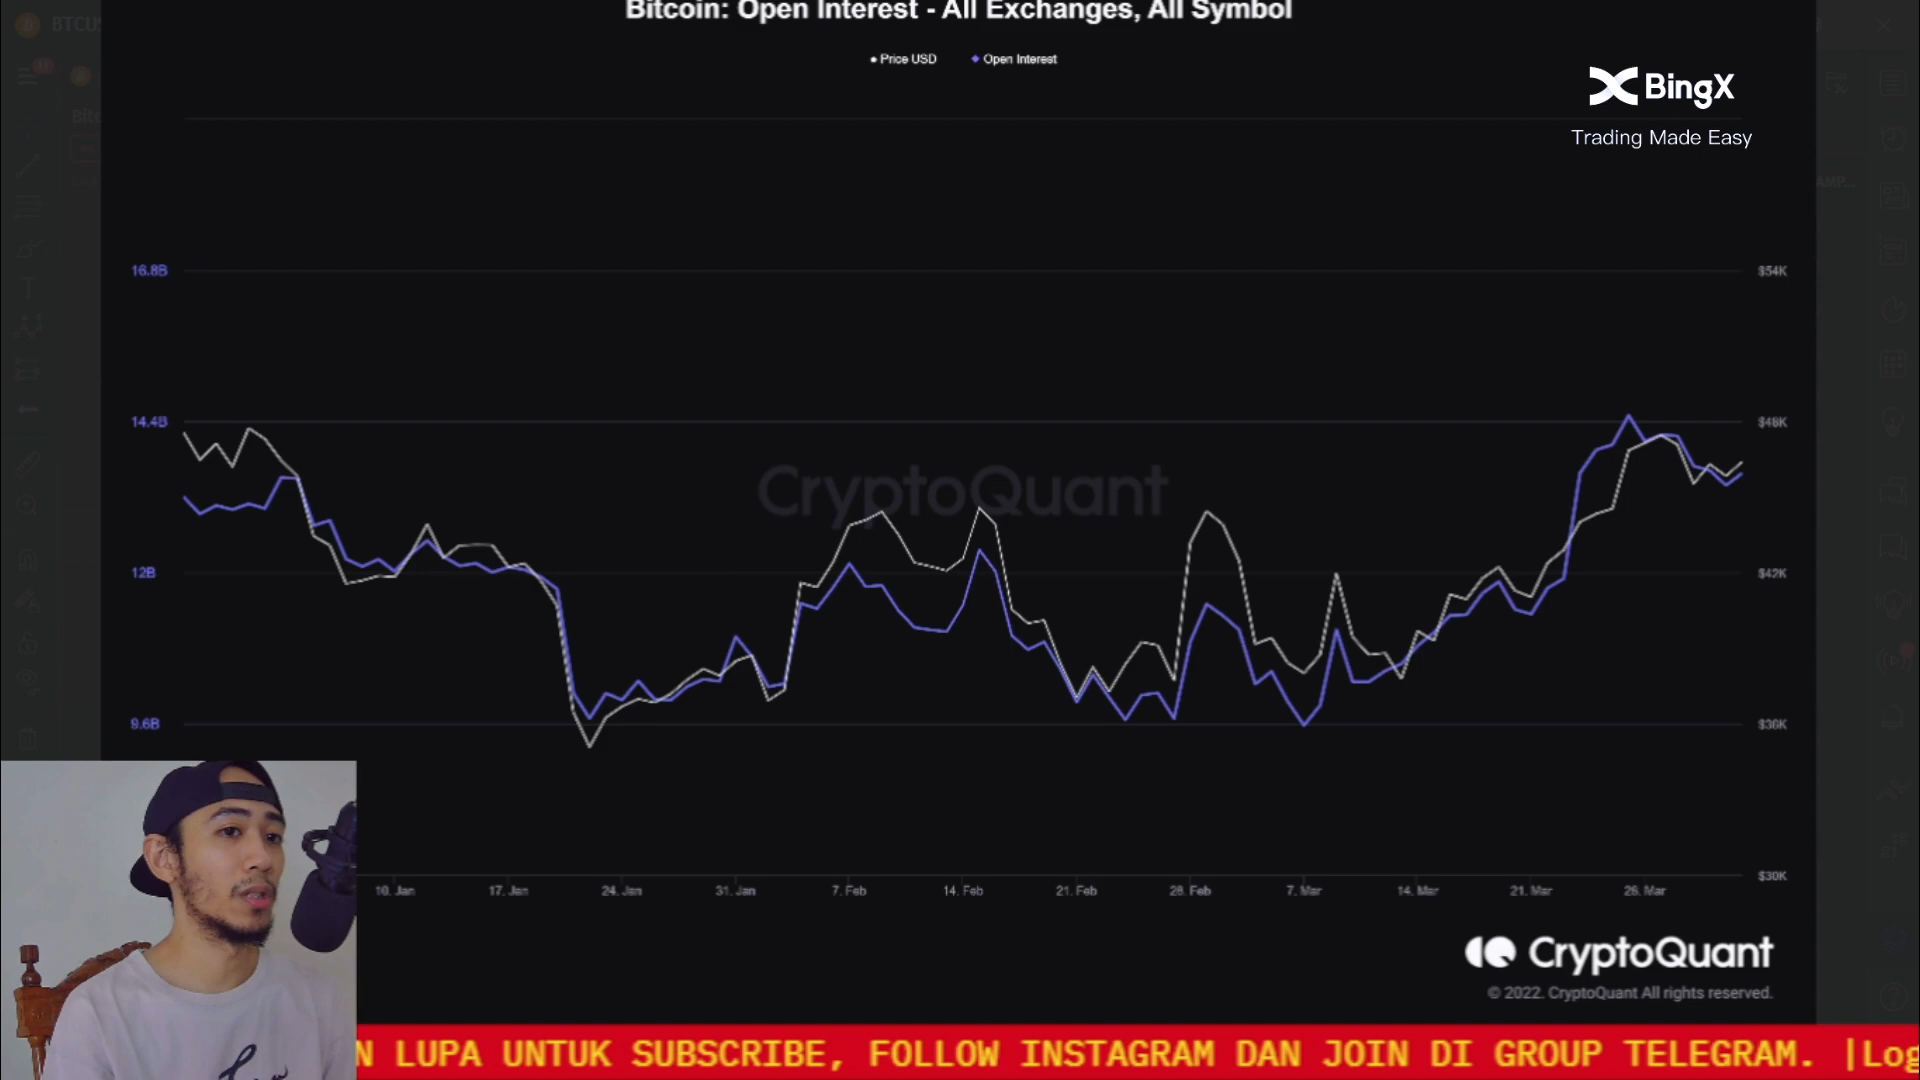 Bitcoin: Open Interest - All Exchanges, All Symbol
Price USD
Open Interest
BingX
Trading Made Easy
16.8B
$54K
14.4B
$48K
CryptoQuant
12B
$42K
9.6B
$36K
$30K
10. Jan
17. Jan
24. Jan
31. Jan
7. Feb
14. Feb
21. Feb
28. Feb
7. Mar
14. Mar
21. Mar
28. Mar
CryptoQuant
© 2022. CryptoQuant All rights reserved.
N LUPA UNTUK SUBSCRIBE, FOLLOW INSTAGRAM DAN JOIN DI GROUP TELEGRAM. |Log